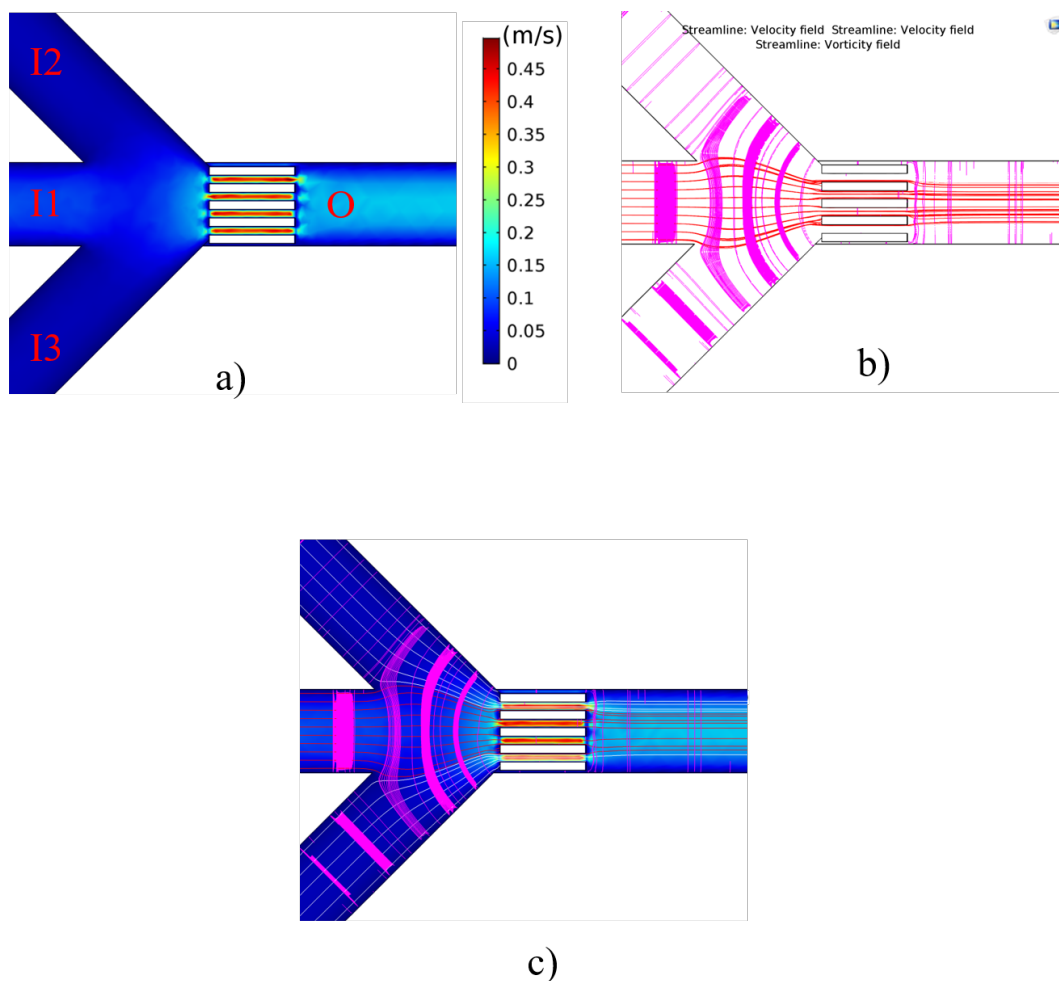 I2
I1
I3
O
a)
(m/s)
0.45
0.4
0.35
0.3
0.25
0.2
0.15
0.1
0.05
0
Streamline: Velocity field Streamline: Velocity field
Streamline: Vorticity field
b)
c)